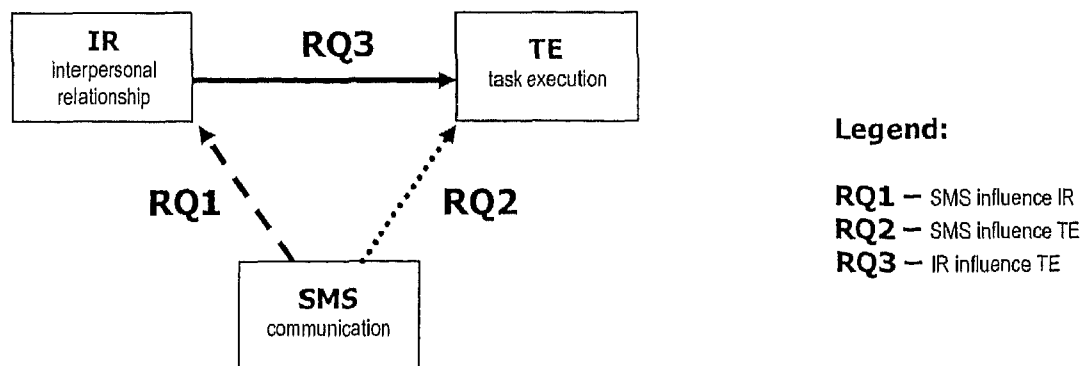 IR
interpersonal
relationship
RQ3
TE
task execution
RQ1
RQ2
SMS
communication
Legend:
RQ1 – SMS influence IR
RQ2 – SMS influence TE
RQ3 – IR influence TE